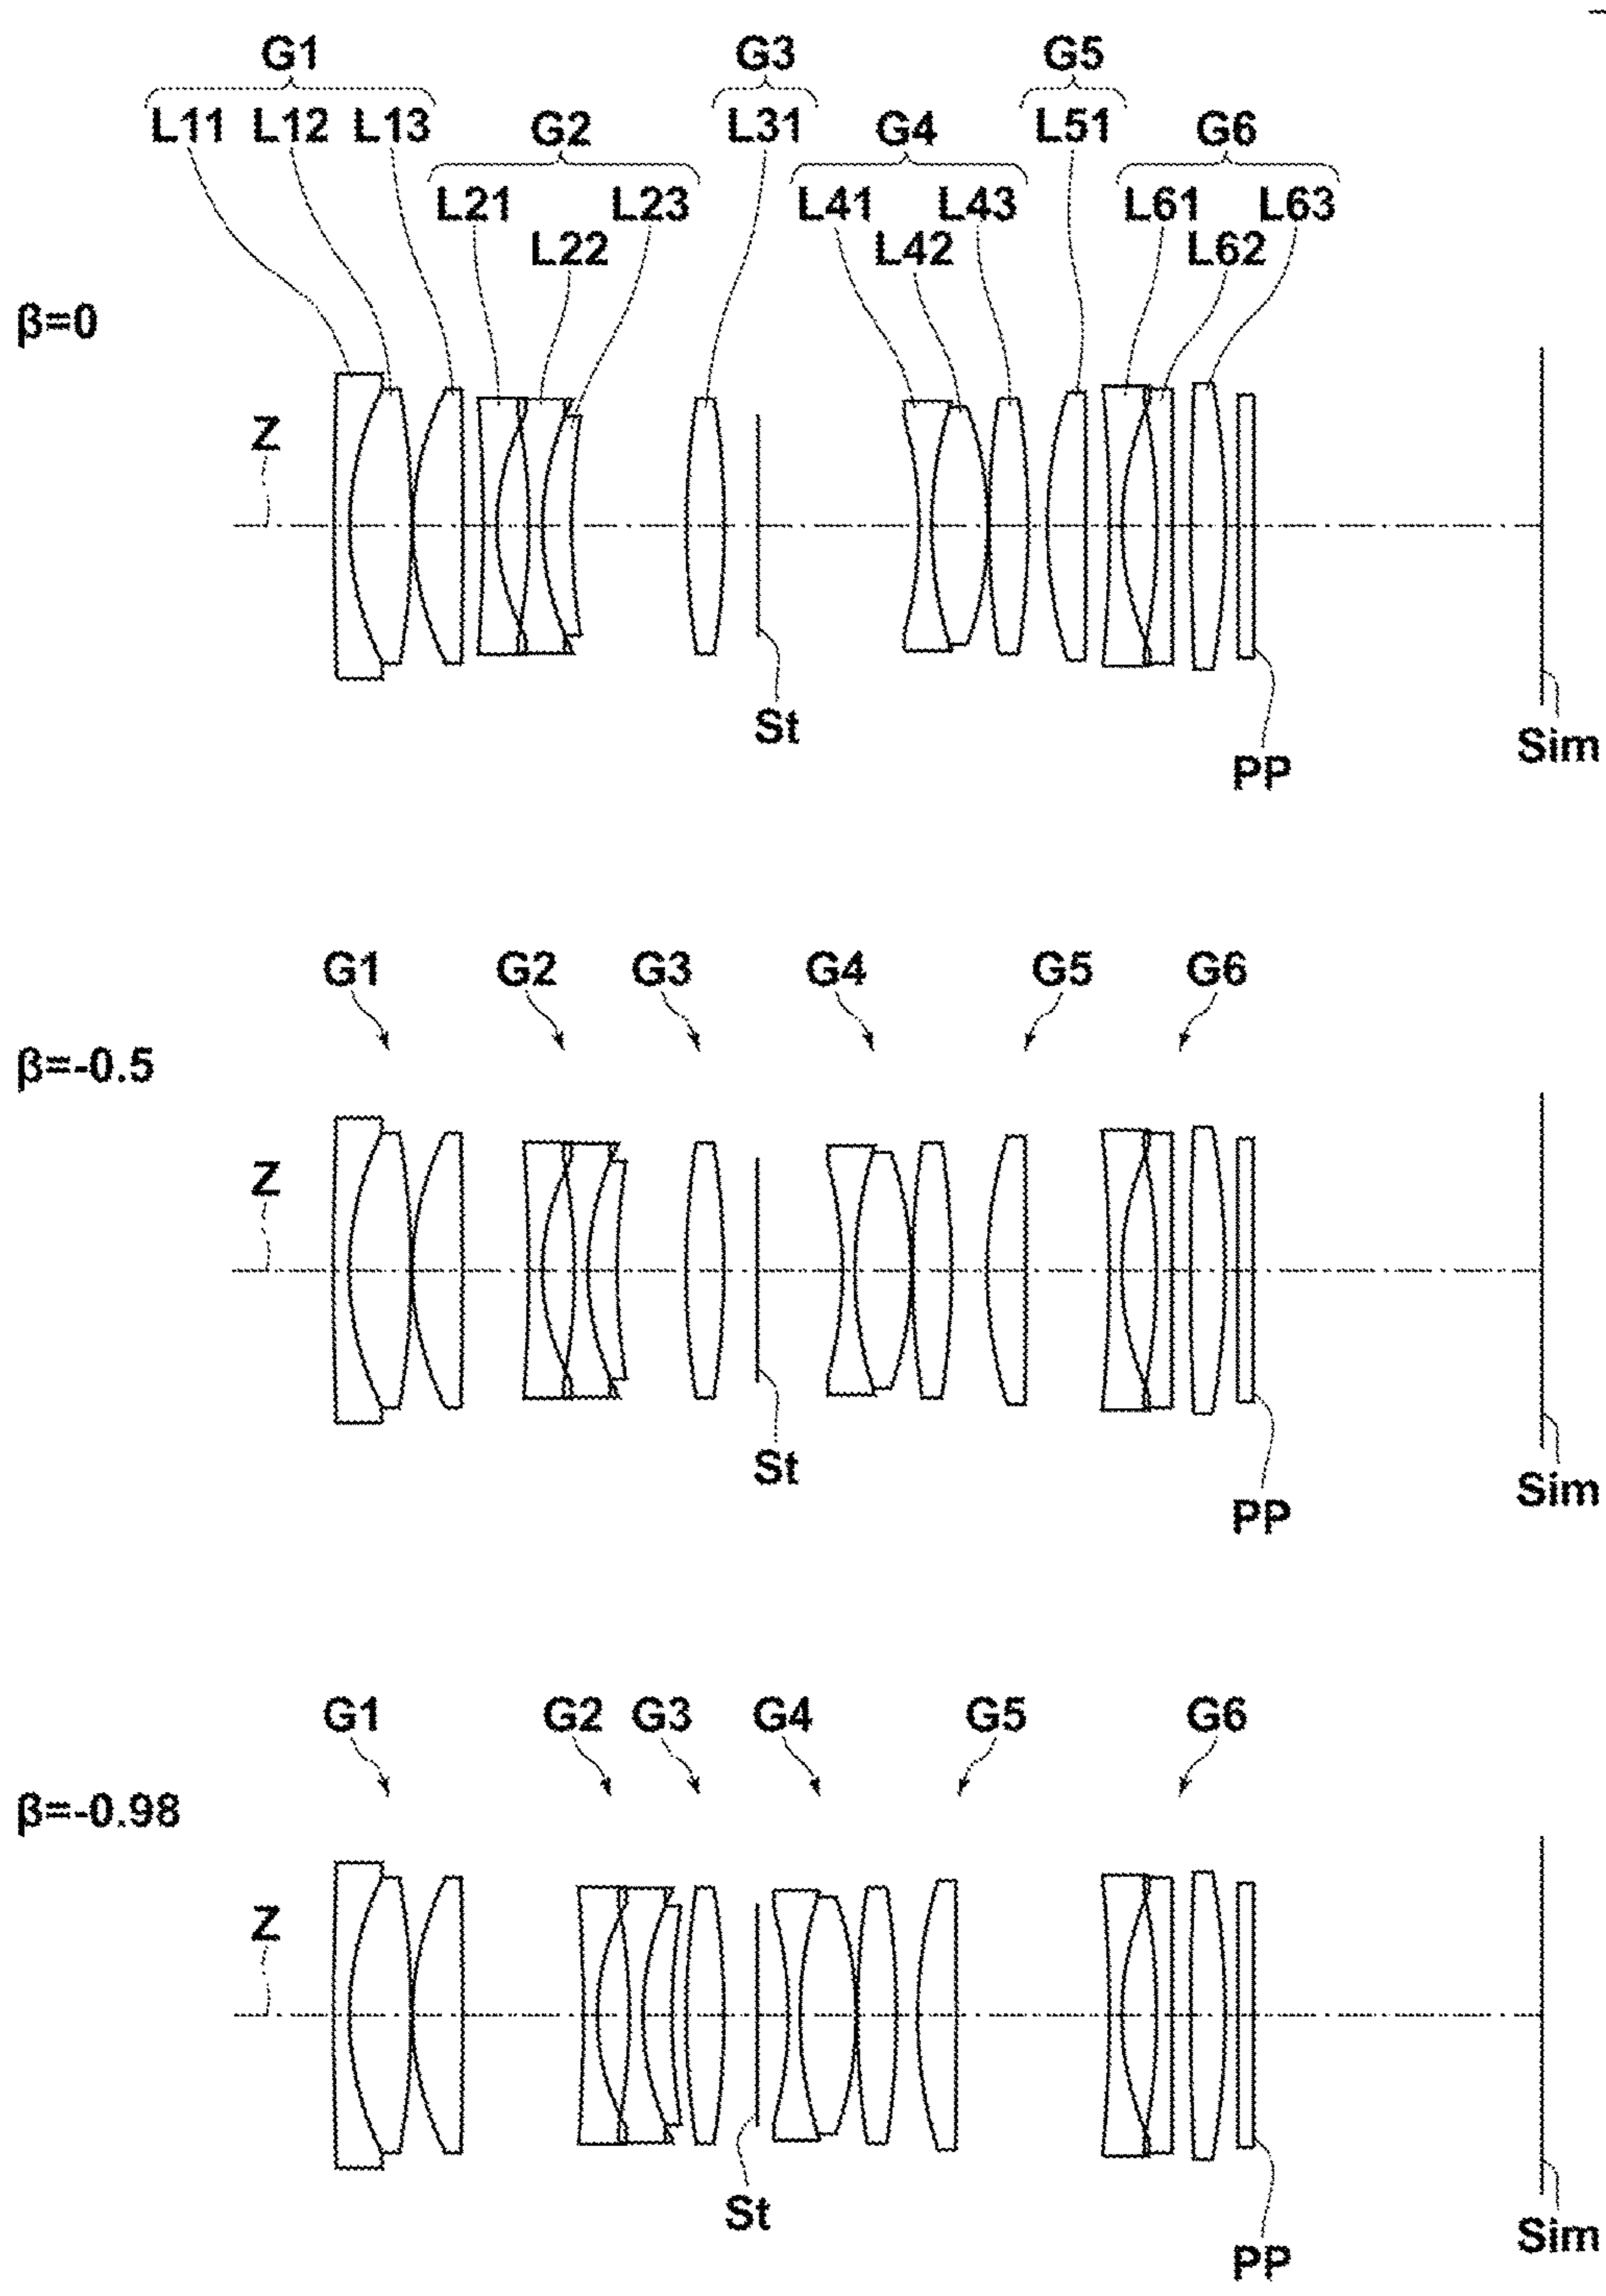 G1 G3 G5
L11 L12 L13 G2 L31 G4 L51 G6
L21 L23 L41 L43 L61 L63
L22 L42 L62
β=0
Z
St
PP
Sim
G1 G2 G3 G4 G5 G6
β=-0.5
Z
St
PP
Sim
G1 G2 G3 G4 G5 G6
β=-0.98
Z
St
PP
Sim